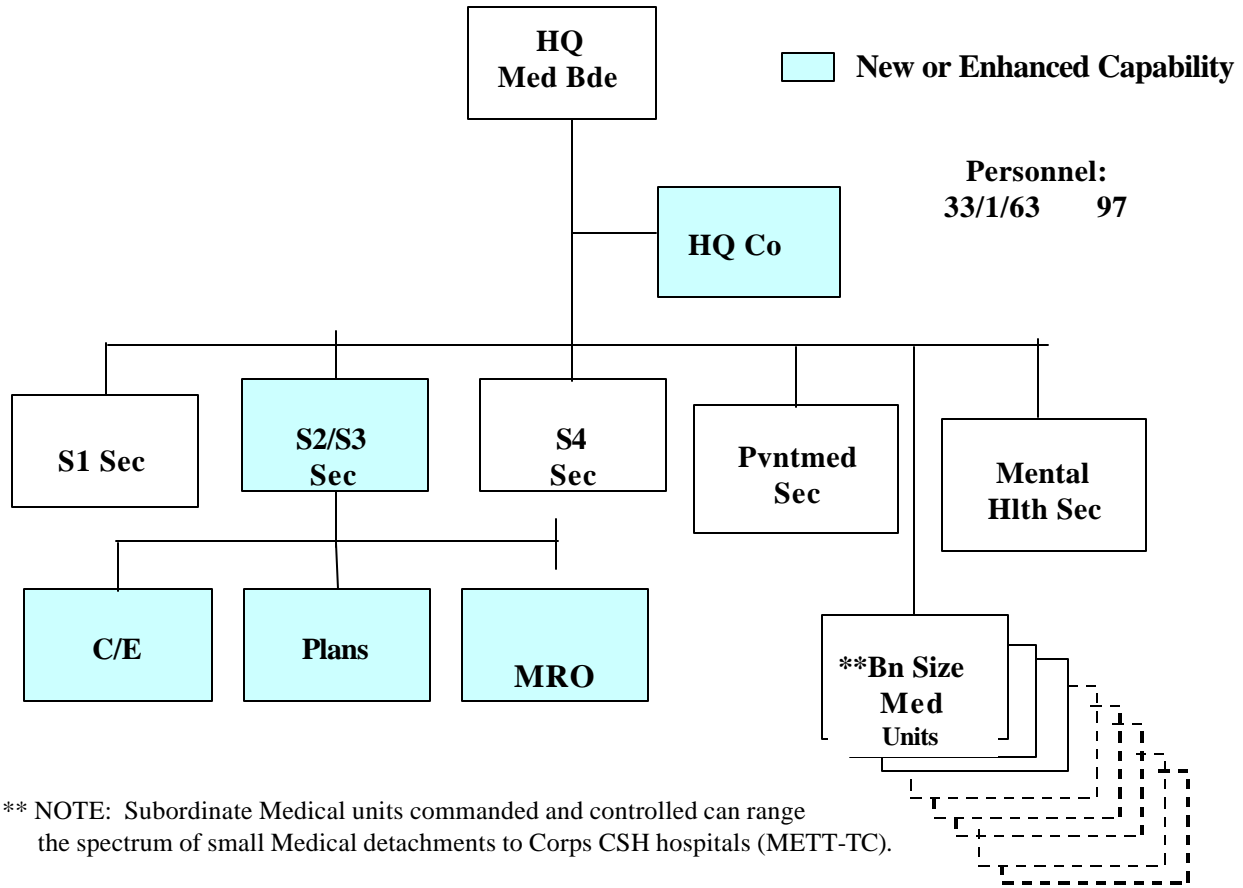 HQ
Med Bde
New or Enhanced Capability
Personnel:
33/1/63 97
HQ Co
S1 Sec
S2/S3
Sec
S4
Sec
Pvntmed
Sec
Mental
Hlth Sec
C/E
Plans
MRO
**Bn Size
Med
Units
** NOTE: Subordinate Medical units commanded and controlled can range
the spectrum of small Medical detachments to Corps CSH hospitals (METT-TC).